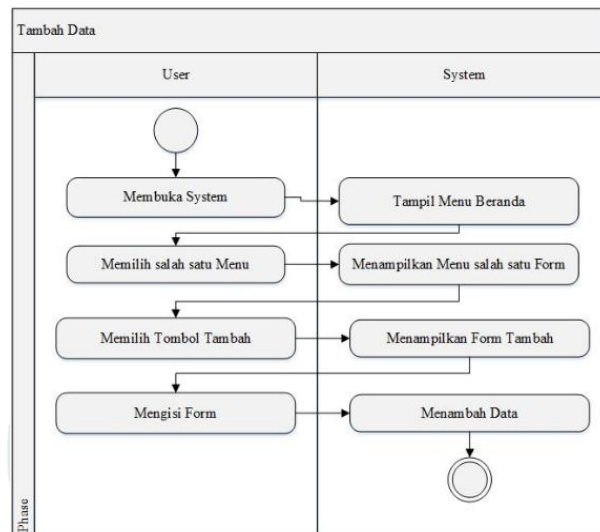 Tambah Data
User
System
Membuka System
Tampil Menu Beranda
Memilih salah satu Menu
Menampilkan Menu salah satu Form
Memilih Tombol Tambah
Menampilkan Form Tambah
Mengisi Form
Menambah Data
Phase